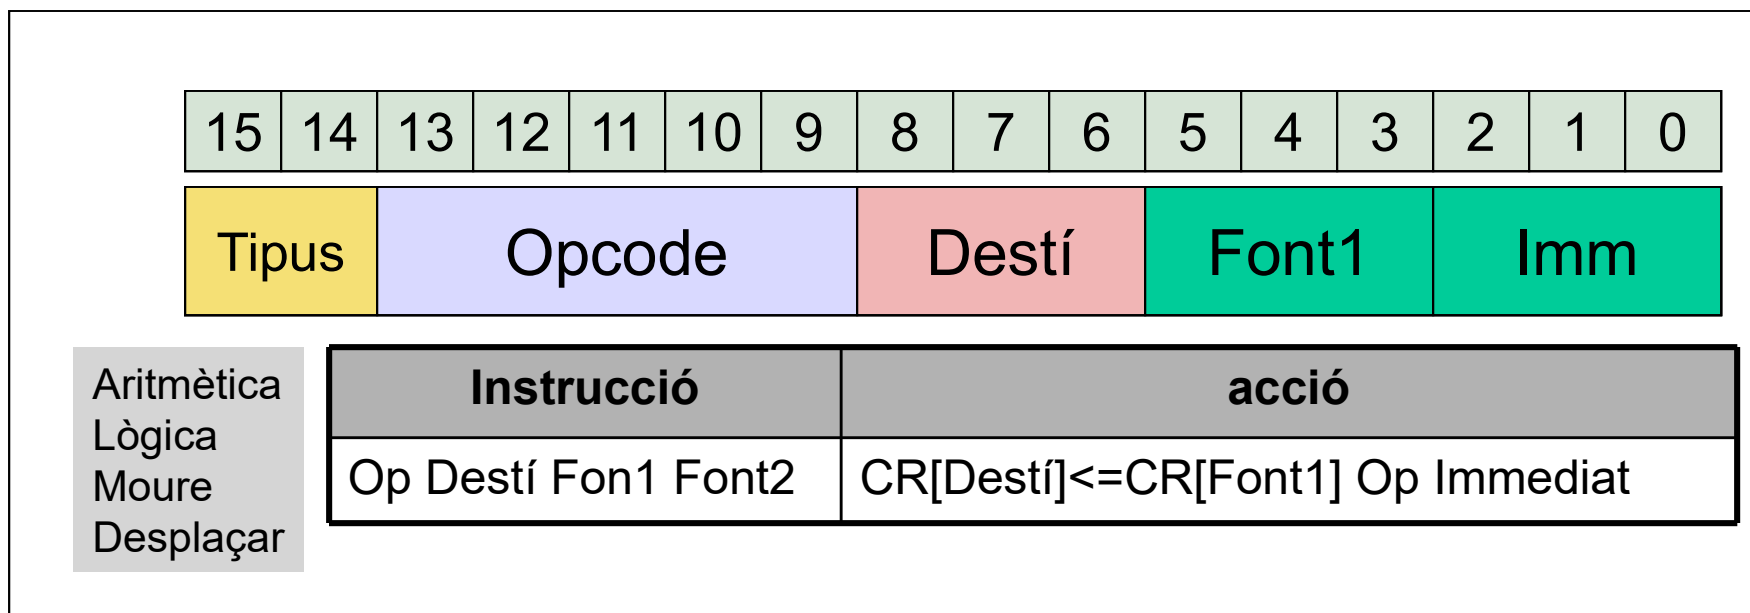 15 14 13 12 11 10 9 8 7 6 5 4 3 2 1 0
Tipus Opcode Destí Font1 Imm
Aritmètica
Lògica
Moure
Desplaçar
Instrucció acció
Op Destí Fon1 Font2 CR[Destí]<=CR[Font1] Op Immediat